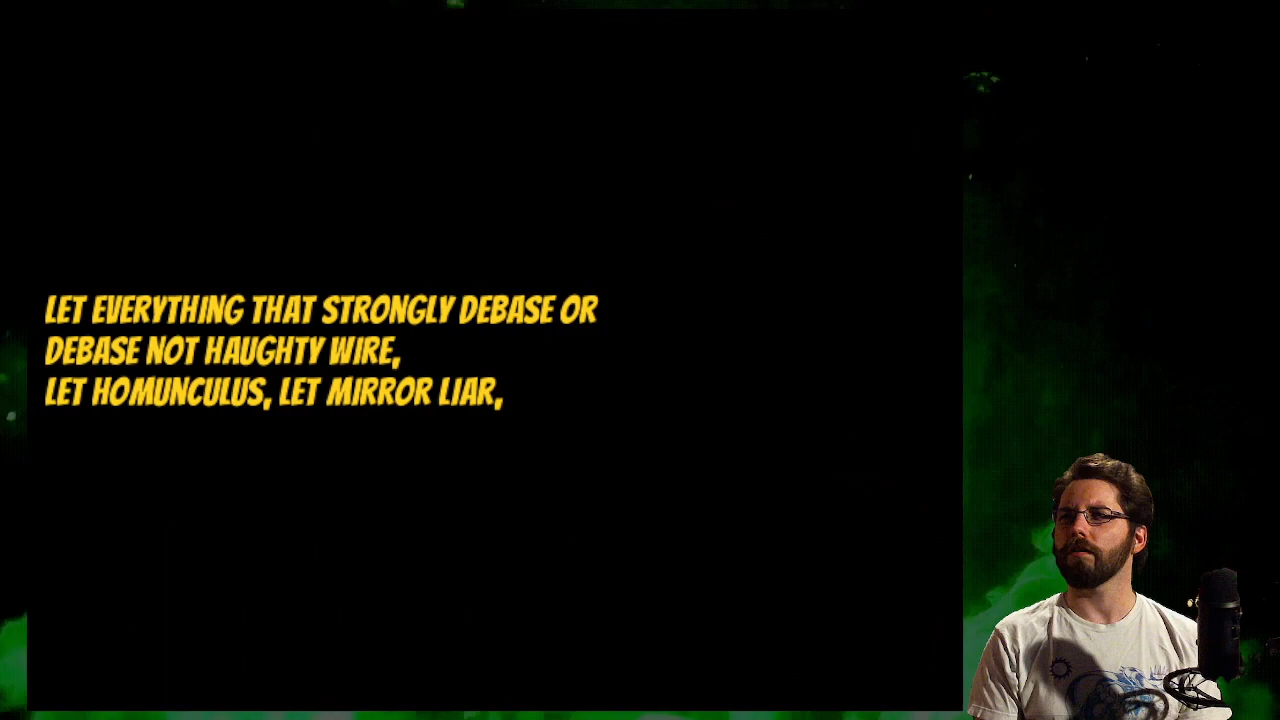 LET EVERYTHING THAT STRONGLY DEBASE OR
DEBASE NOT HAUGHTY WIRE,
LET HOMUNCULUS, LET MIRROR LIAR,